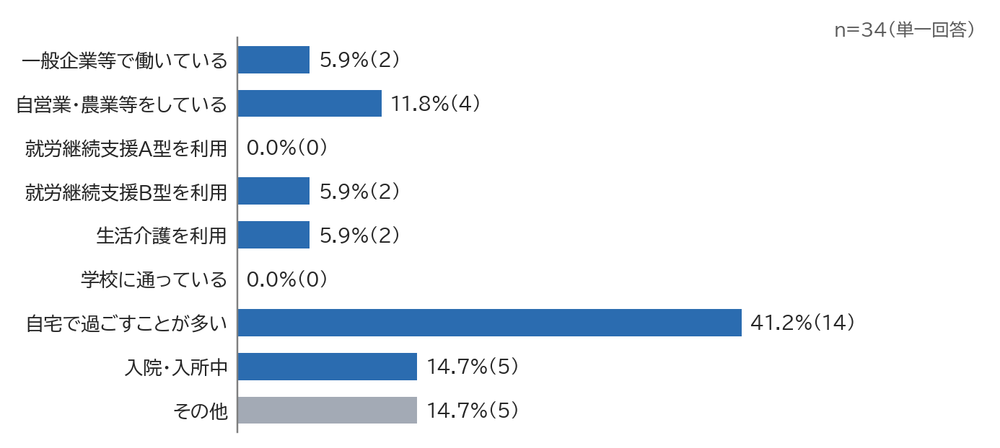 n=34(単一回答)
一般企業等で働いている 5.9%(2)
自営業・農業等をしている 11.8%(4)
就労継続支援A型を利用 0.0%(0)
就労継続支援B型を利用 5.9%(2)
生活介護を利用 5.9%(2)
学校に通っている 0.0%(0)
自宅で過ごすことが多い 41.2%(14)
入院・入所中 14.7%(5)
その他 14.7%(5)